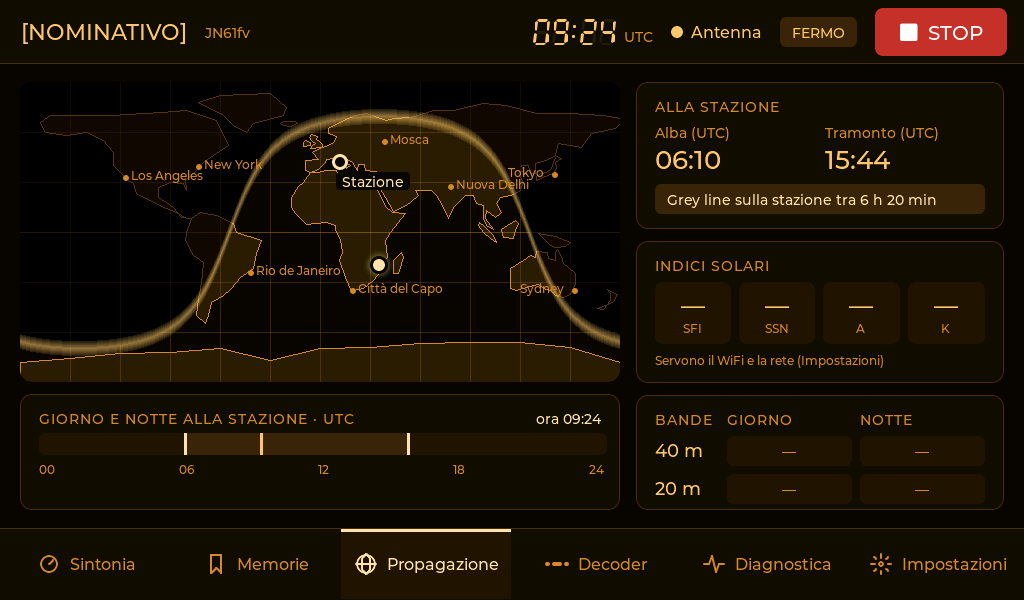 [NOMINATIVO] JN61fv 09:24 UTC Antenna FERMO STOP
Mosca
New York
Los Angeles
Tokyo
Nuova Delhi
Stazione
Rio de Janeiro
Città del Capo
Sydney
ALLA STAZIONE
Alba (UTC) Tramonto (UTC)
06:10 15:44
Grey line sulla stazione tra 6 h 20 min
INDICI SOLARI
— — — —
SFI SSN A K
Servono il WiFi e la rete (Impostazioni)
GIORNO E NOTTE ALLA STAZIONE · UTC ora 09:24
00 06 12 18 24
BANDE GIORNO NOTTE
40 m — —
20 m — —
Sintonia Memorie Propagazione Decoder Diagnostica Impostazioni